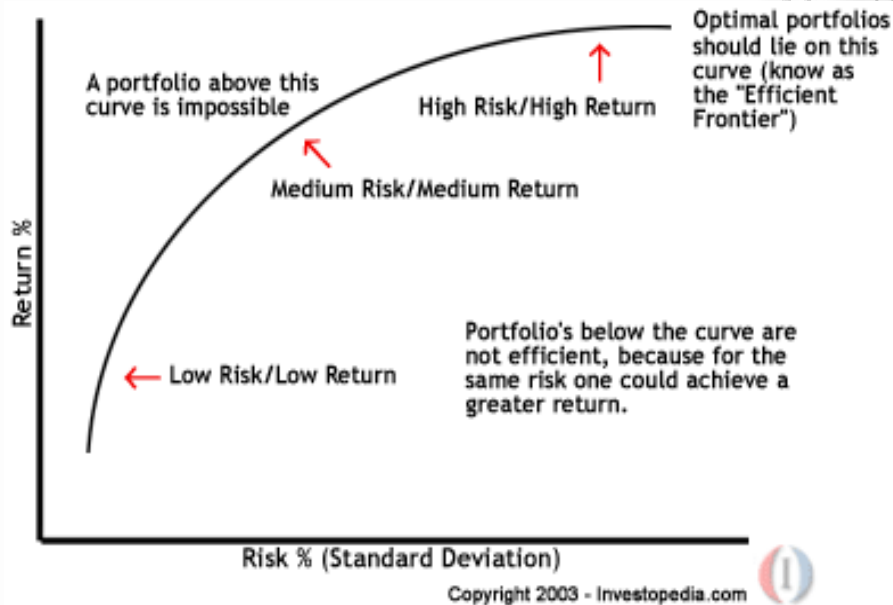 Optimal portfolios
should lie on this
curve (know as
the "Efficient
Frontier")
A portfolio above this
curve is impossible
High Risk/High Return
Medium Risk/Medium Return
Return %
Portfolio's below the curve are
not efficient, because for the
same risk one could achieve a
greater return.
Low Risk/Low Return
Risk % (Standard Deviation)
Copyright 2003 - Investopedia.com
I